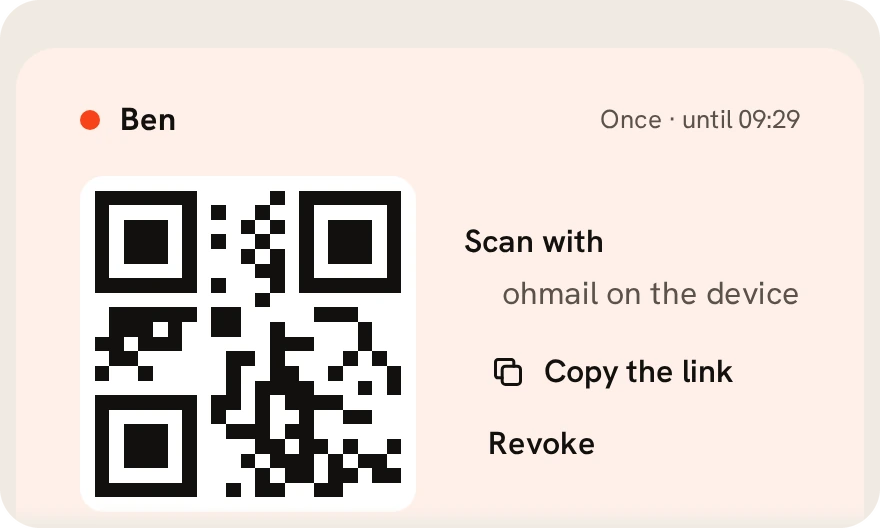 Ben
Once · until 09:29
Scan with
ohmail on the device
Copy the link
Revoke